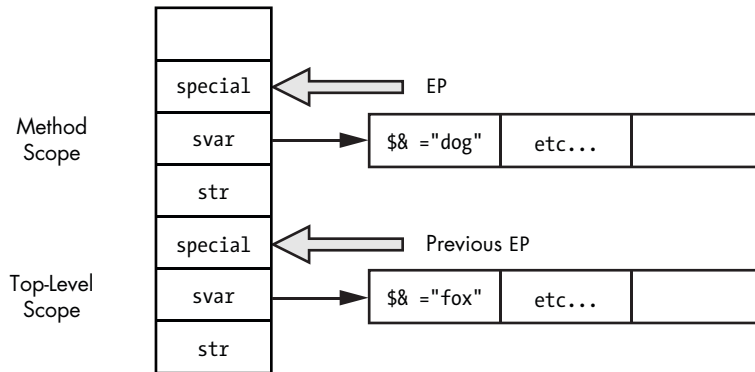 special
EP
Method
Scope
svar
$& ="dog"
etc...
str
special
Previous EP
Top-Level
Scope
svar
$& ="fox"
etc...
str